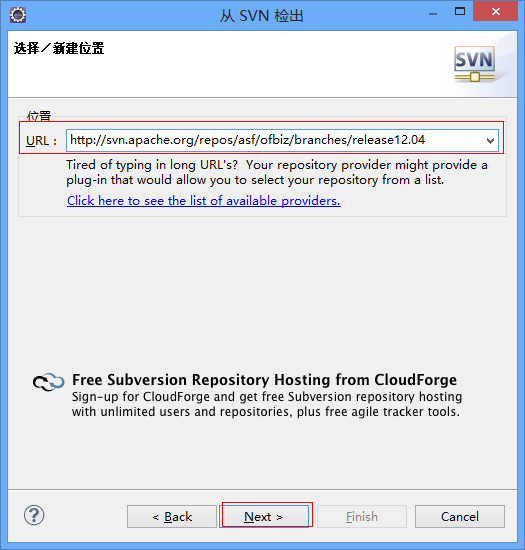 从 SVN 检出
选择／新建位置
SVN
位置
URL： http://svn.apache.org/repos/asf/ofbiz/branches/release12.04
Tired of typing in long URL's?  Your repository provider might provide a
plug-in that would allow you to select your repository from a list.
Click here to see the list of available providers.
Free Subversion Repository Hosting from CloudForge
Sign-up for CloudForge and get free Subversion repository hosting
with unlimited users and repositories, plus free agile tracker tools.
? < Back Next > Finish Cancel